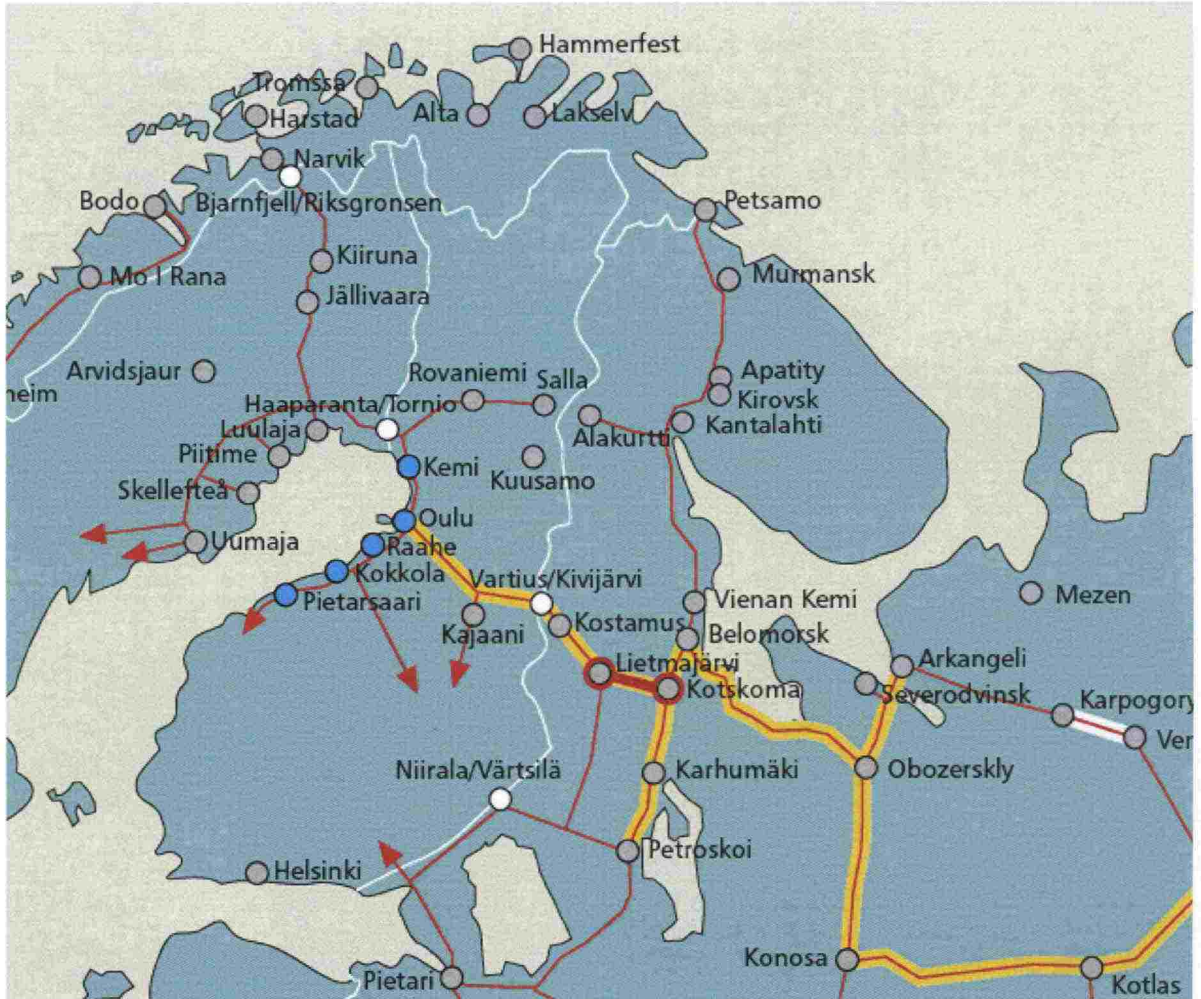 Hammerfest
Tromssa
Harstad
Alta
Lakselv
Narvik
Bodo
Bjarnfjell/Riksgronsen
Petsamo
Kiiruna
Mo I Rana
Murmansk
Jällivaara
Arvidsjaur
Rovaniemi
Salla
Apatity
Kirovsk
heim
Haaparanta/Tornio
Luulaja
Alakurtti
Kantalahti
Piitime
Kemi
Kuusamo
Skellefteå
Oulu
Uumaja
Raahe
Kokkola
Vartius/Kivijärvi
Pietarsaari
Vienan Kemi
Mezen
Kajaani
Kostamus
Belomorsk
Lietmajärvi
Arkangeli
Kotskoma
Severodvinsk
Karpogory
Ver
Niirala/Värtsilä
Karhumäki
Obozerskly
Petroskoi
Helsinki
Konosa
Pietari
Kotlas